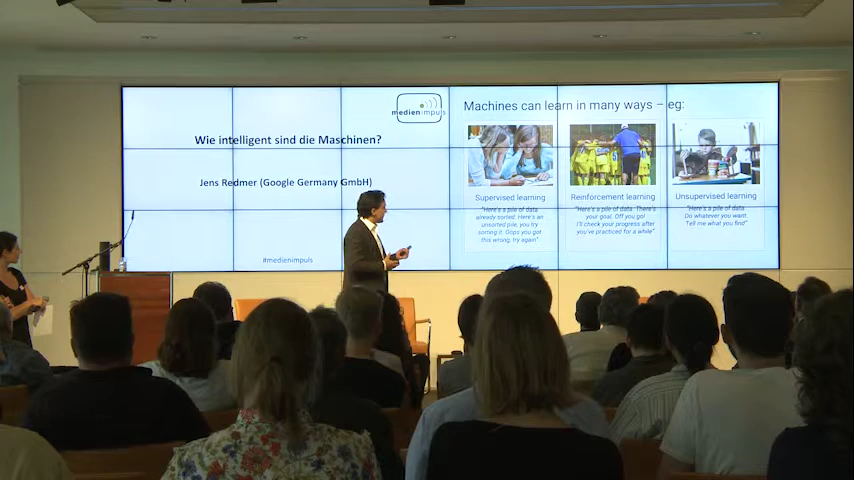 medienimpuls
Wie intelligent sind die Maschinen?
Jens Redmer (Google Germany GmbH)
#medienimpuls
Machines can learn in many ways – eg:
Supervised learning
"Here's a pile of data
already sorted. Here's an
unsorted pile, you try
sorting it. Oops you got
this wrong, try again"
Reinforcement learning
"Here's a pile of data. There's
your goal. Off you go!
I'll check your progress after
you've practiced for a while"
Unsupervised learning
"Here's a pile of data.
Do whatever you want.
Tell me what you find"